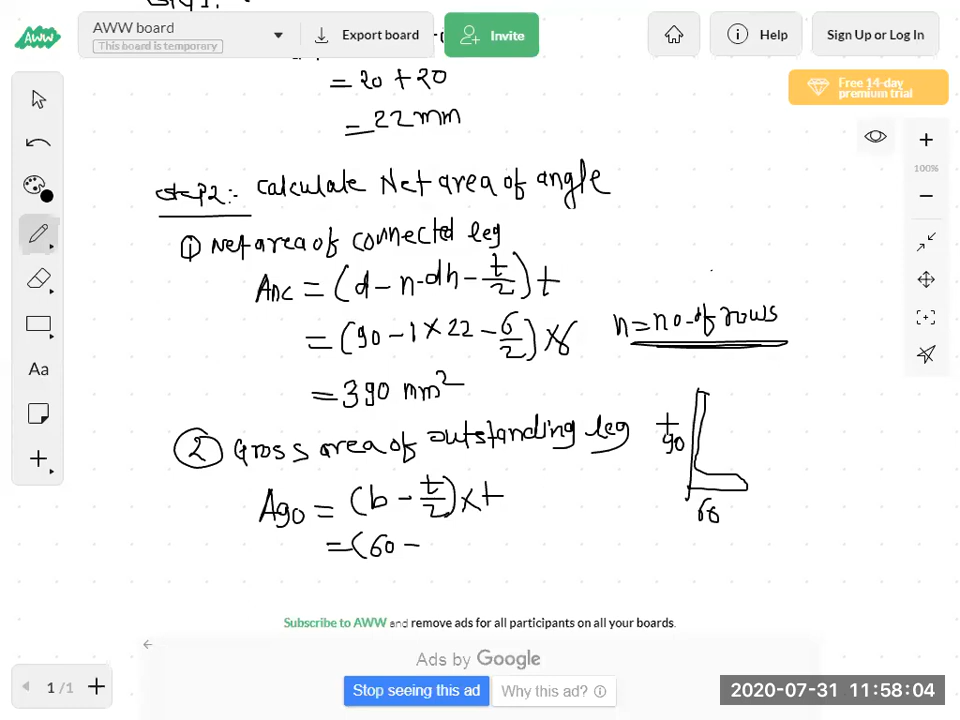 AWW board
This board is temporary
Export board
Invite
Help
Sign Up or Log In
Free 14-day
premium trial
= 20 + 20
= 22mm
100%
Step2:- Calculate Net area of angle
① Net area of connected leg
Anc = (d - n-dh - t/2) t
= (90 - 1 × 22 - 6/2) × 6
n = no-of rows
= 390 mm²
② Gross area of outstanding leg
90
60
Ago = (b - t/2) × t
= (60 -
Aa
Subscribe to AWW and remove ads for all participants on all your boards.
Ads by Google
Stop seeing this ad
Why this ad?
1 / 1
2020-07-31 11:58:04